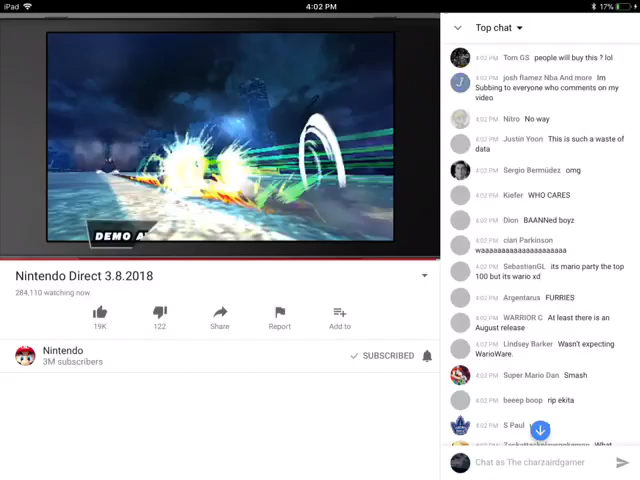 iPad
4:02 PM
17%
DEMO
Nintendo Direct 3.8.2018
284,110 watching now
19K
122
Share
Report
Add to
Nintendo
3M subscribers
SUBSCRIBED
Top chat
4:02 PM Tom GS people will buy this ? lol
4:02 PM josh flamez Nba And more Im
Subbing to everyone who comments on my
video
4:02 PM Nitro No way
4:02 PM Justin Yoon This is such a waste of
data
4:02 PM Sergio Bermúdez omg
4:02 PM Kiefer WHO CARES
4:02 PM Dion BAANNed boyz
4:02 PM cian Parkinson
4:02 PM SebastianGL its mario party the top
100 but its wario xd
4:02 PM Argentarus FURRIES
4:02 PM WARRIOR C At least there is an
August release
4:02 PM Lindsey Barker Wasn't expecting
WarioWare.
4:02 PM Super Mario Dan Smash
4:02 PM beeep boop rip ekita
4:02 PM S Paul
4:02 PM What
Chat as The charzairdgamer